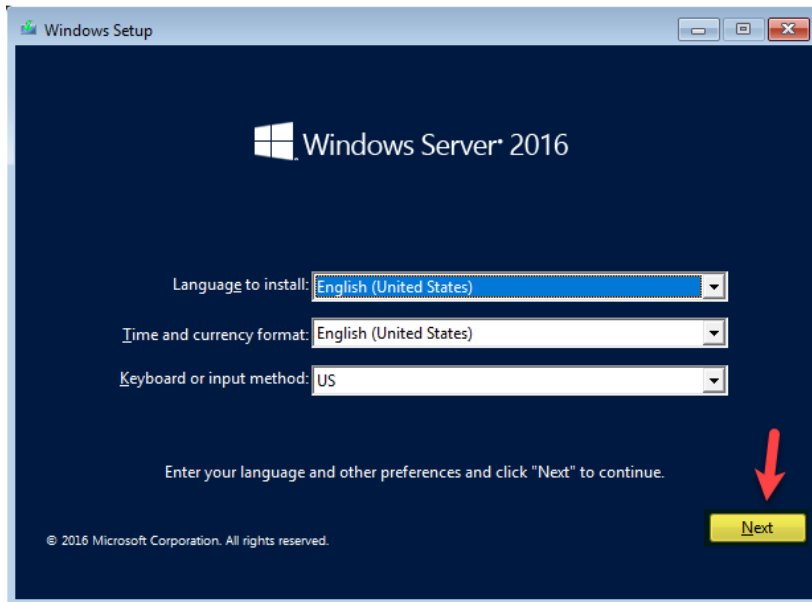 Windows Setup
Windows Server® 2016
Language to install: English (United States)
Time and currency format: English (United States)
Keyboard or input method: US
Enter your language and other preferences and click "Next" to continue.
Next
© 2016 Microsoft Corporation. All rights reserved.